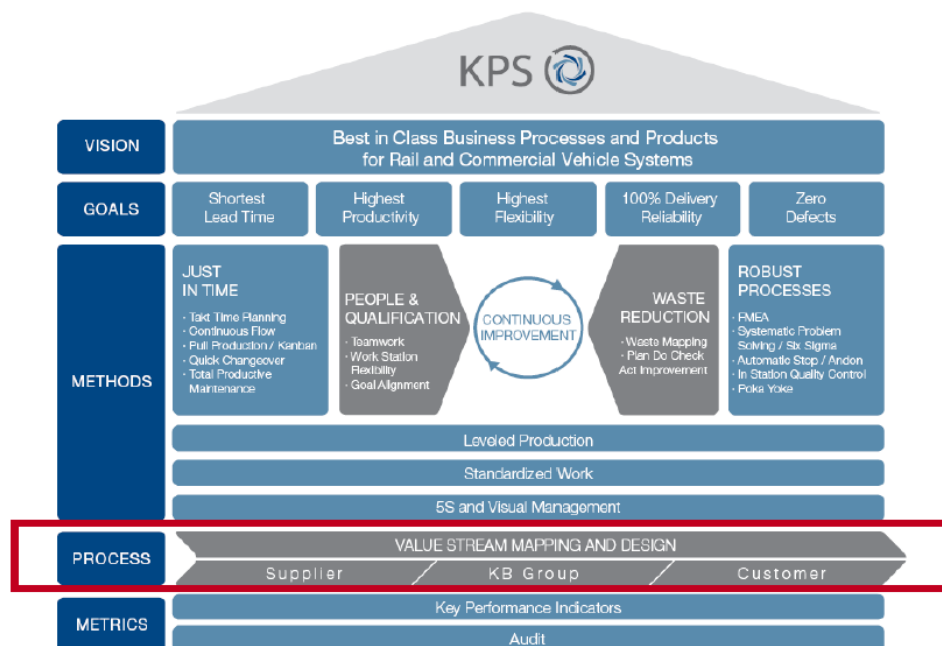 KPS
VISION
Best in Class Business Processes and Products
for Rail and Commercial Vehicle Systems
GOALS
Shortest
Lead Time
Highest
Productivity
Highest
Flexibility
100% Delivery
Reliability
Zero
Defects
METHODS
JUST
IN TIME
· Takt Time Planning
· Continuous Flow
· Pull Production / Kanban
· Quick Changeover
· Total Productive
Maintenance
PEOPLE &
QUALIFICATION
· Teamwork
· Work Station
Flexibility
· Goal Alignment
CONTINUOUS
IMPROVEMENT
WASTE
REDUCTION
· Waste Mapping
· Plan Do Check
Act Improvement
ROBUST
PROCESSES
· FMEA
· Systematic Problem
Solving / Six Sigma
· Automatic Stop / Andon
· In Station Quality Control
· Poka Yoke
Leveled Production
Standardized Work
5S and Visual Management
PROCESS
VALUE STREAM MAPPING AND DESIGN
Supplier
KB Group
Customer
METRICS
Key Performance Indicators
Audit